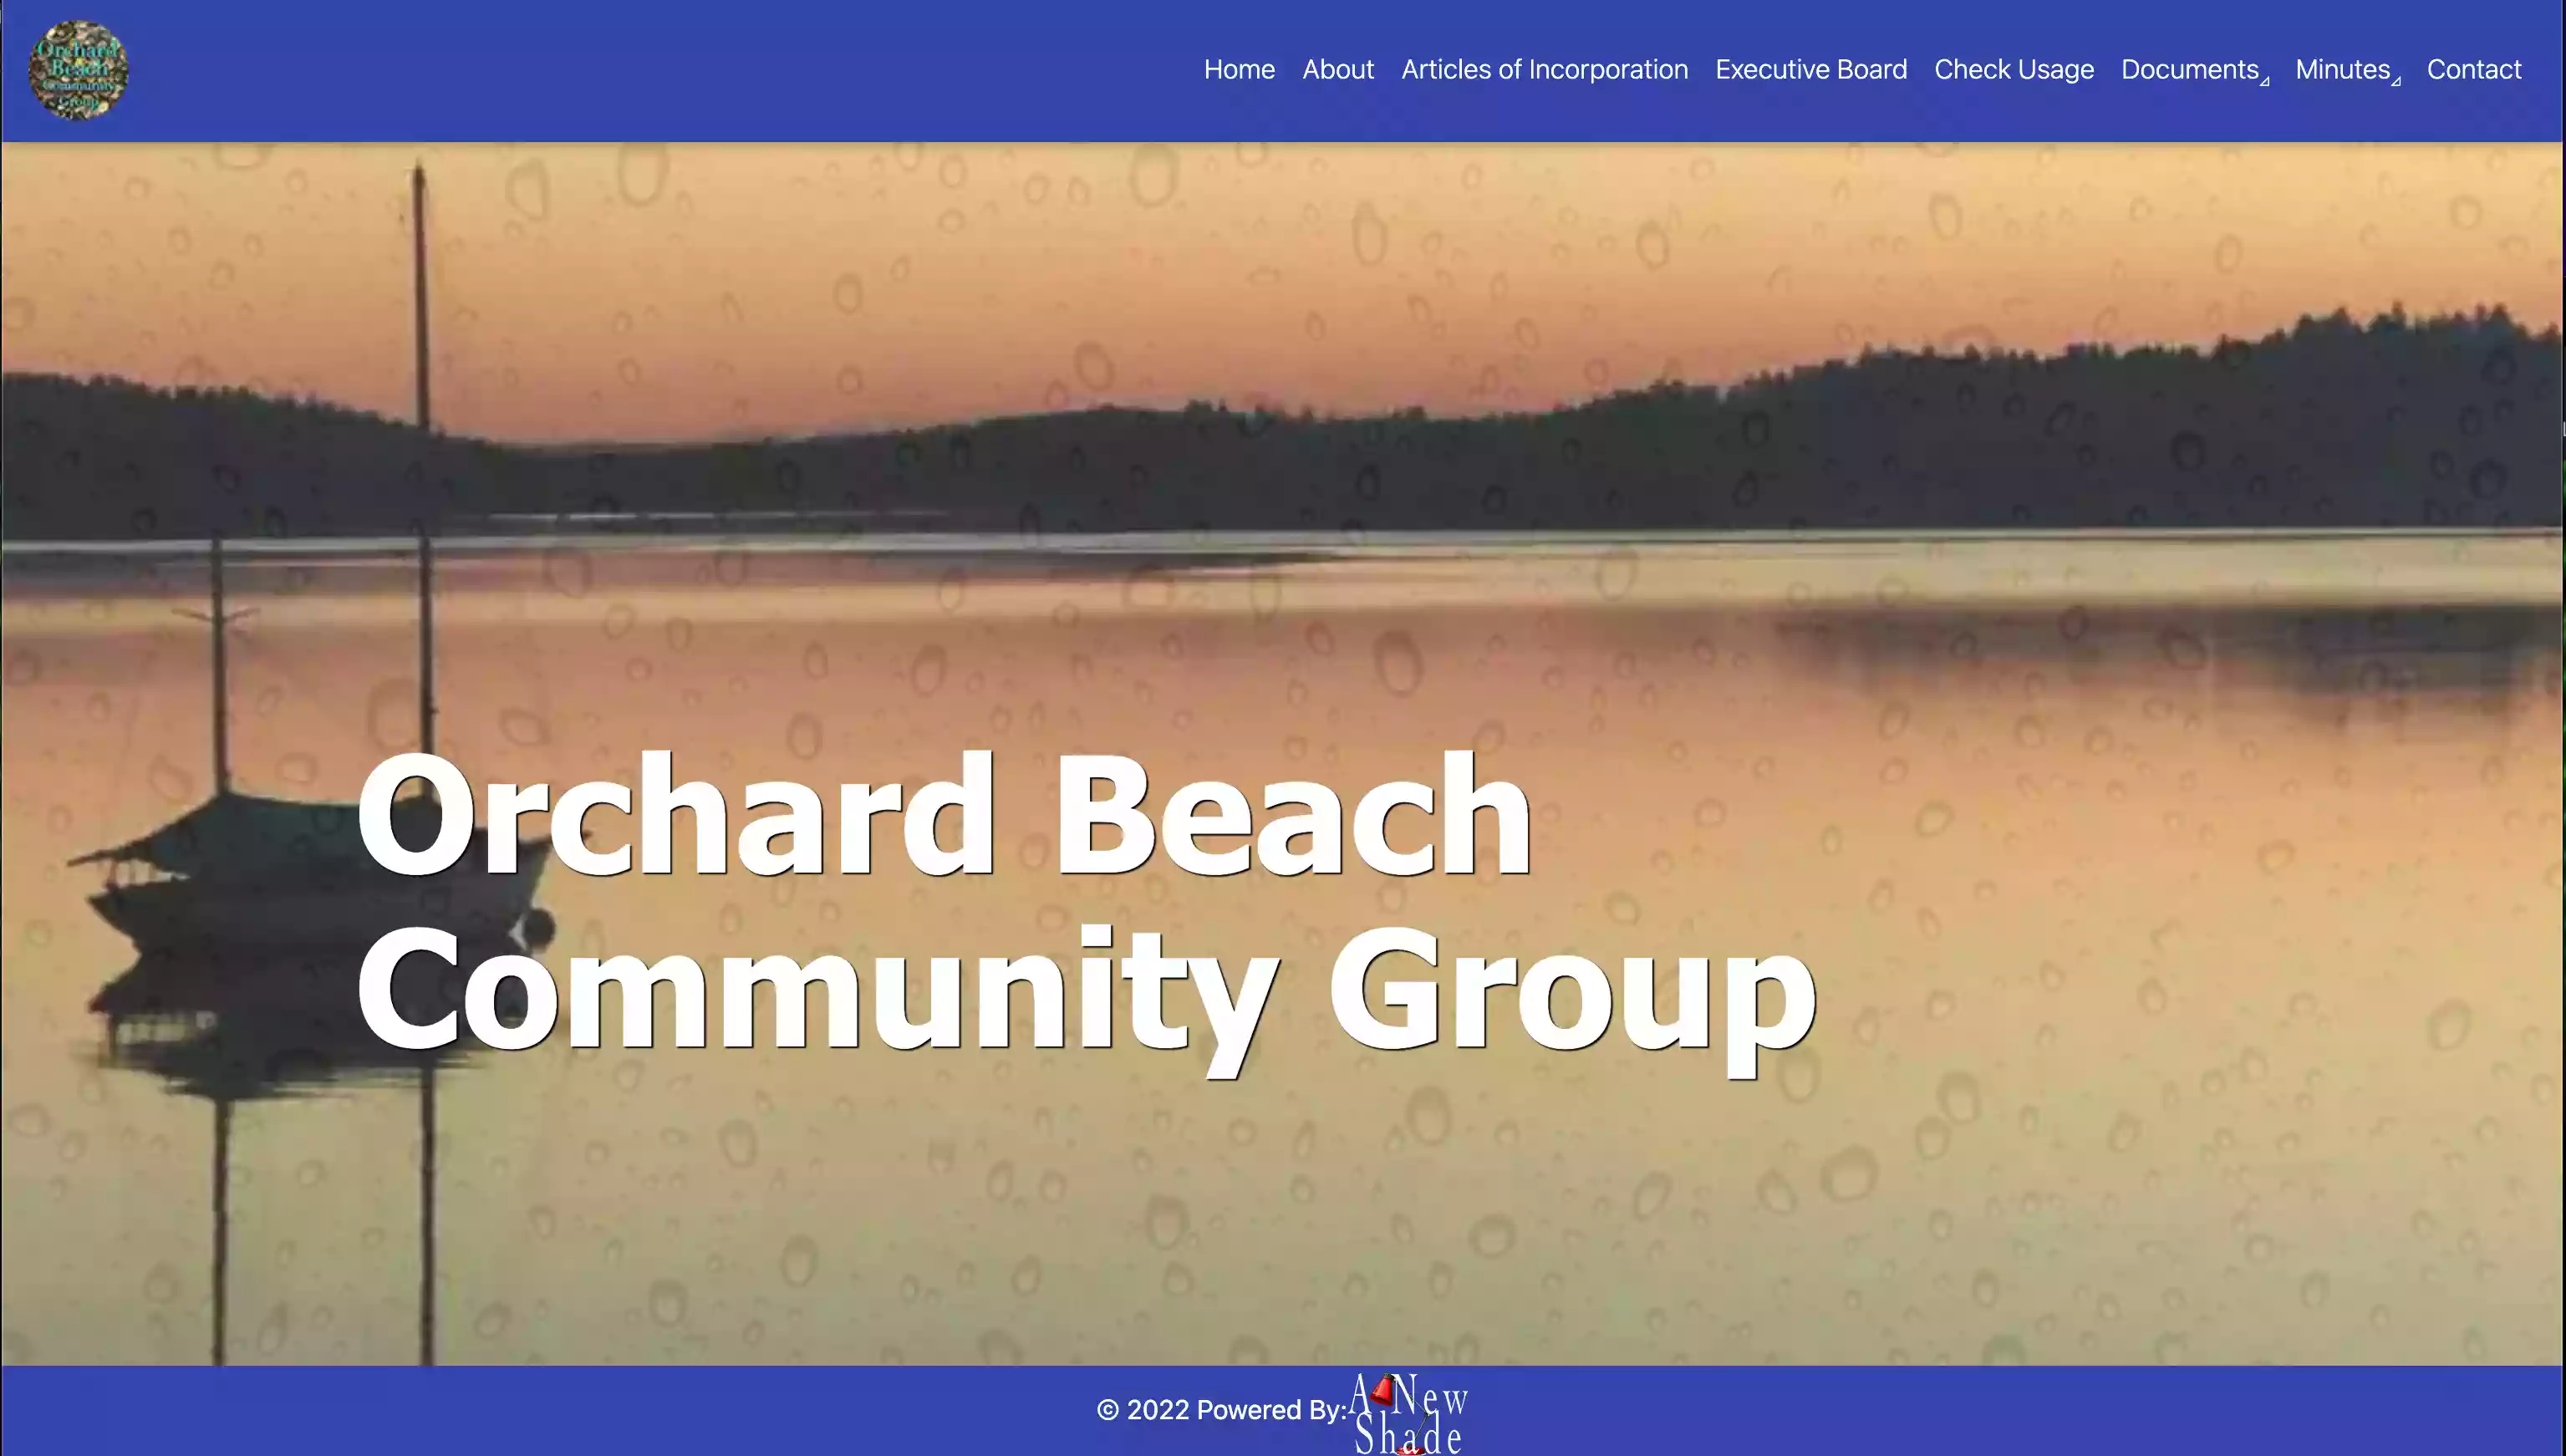 Orchard
Beach
Community
Group
Home About Articles of Incorporation Executive Board Check Usage Documents Minutes Contact
Orchard Beach
Community Group
© 2022 Powered By: A New
Shade